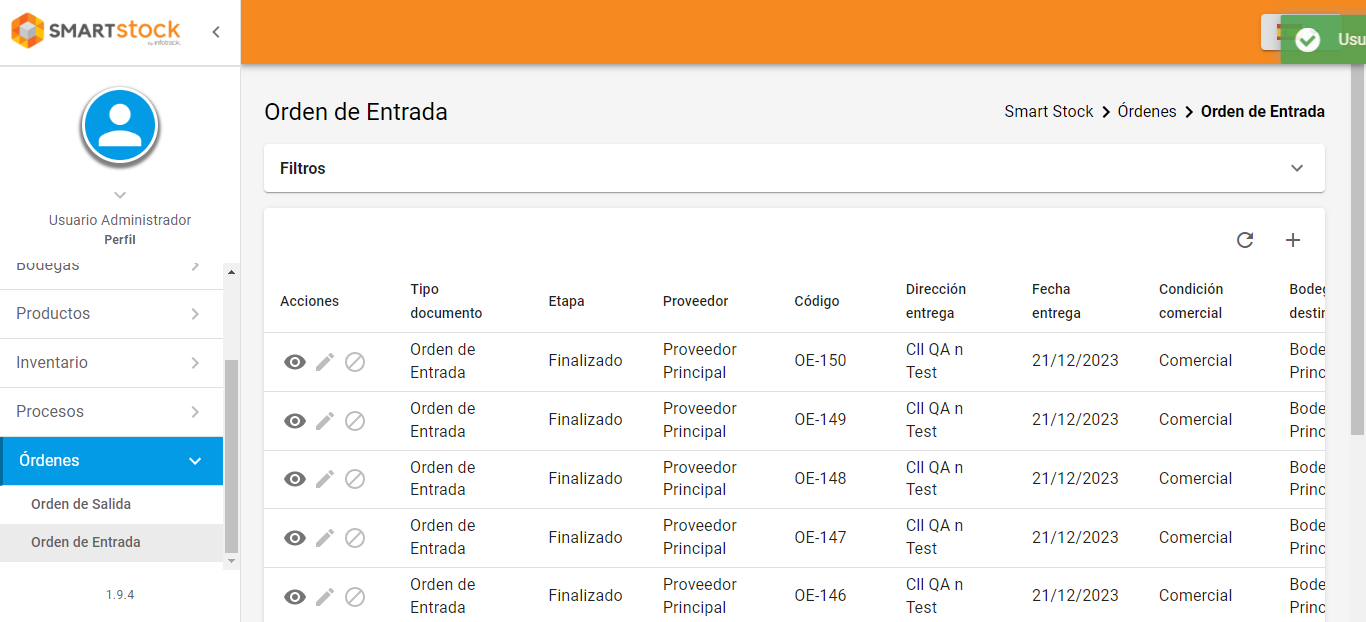 SMARTstock
by infotrack.
Usu
Usuario Administrador
Perfil
Bodegas
Productos
Inventario
Procesos
Órdenes
Orden de Salida
Orden de Entrada
1.9.4
Orden de Entrada
Smart Stock > Órdenes > Orden de Entrada
Filtros
Acciones Tipo documento Etapa Proveedor Código Dirección entrega Fecha entrega Condición comercial Bodeg destin
Orden de Entrada Finalizado Proveedor Principal OE-150 Cll QA n Test 21/12/2023 Comercial Bode Princ
Orden de Entrada Finalizado Proveedor Principal OE-149 Cll QA n Test 21/12/2023 Comercial Bode Princ
Orden de Entrada Finalizado Proveedor Principal OE-148 Cll QA n Test 21/12/2023 Comercial Bode Princ
Orden de Entrada Finalizado Proveedor Principal OE-147 Cll QA n Test 21/12/2023 Comercial Bode Princ
Orden de Entrada Finalizado Proveedor Principal OE-146 Cll QA n Test 21/12/2023 Comercial Bode Princ